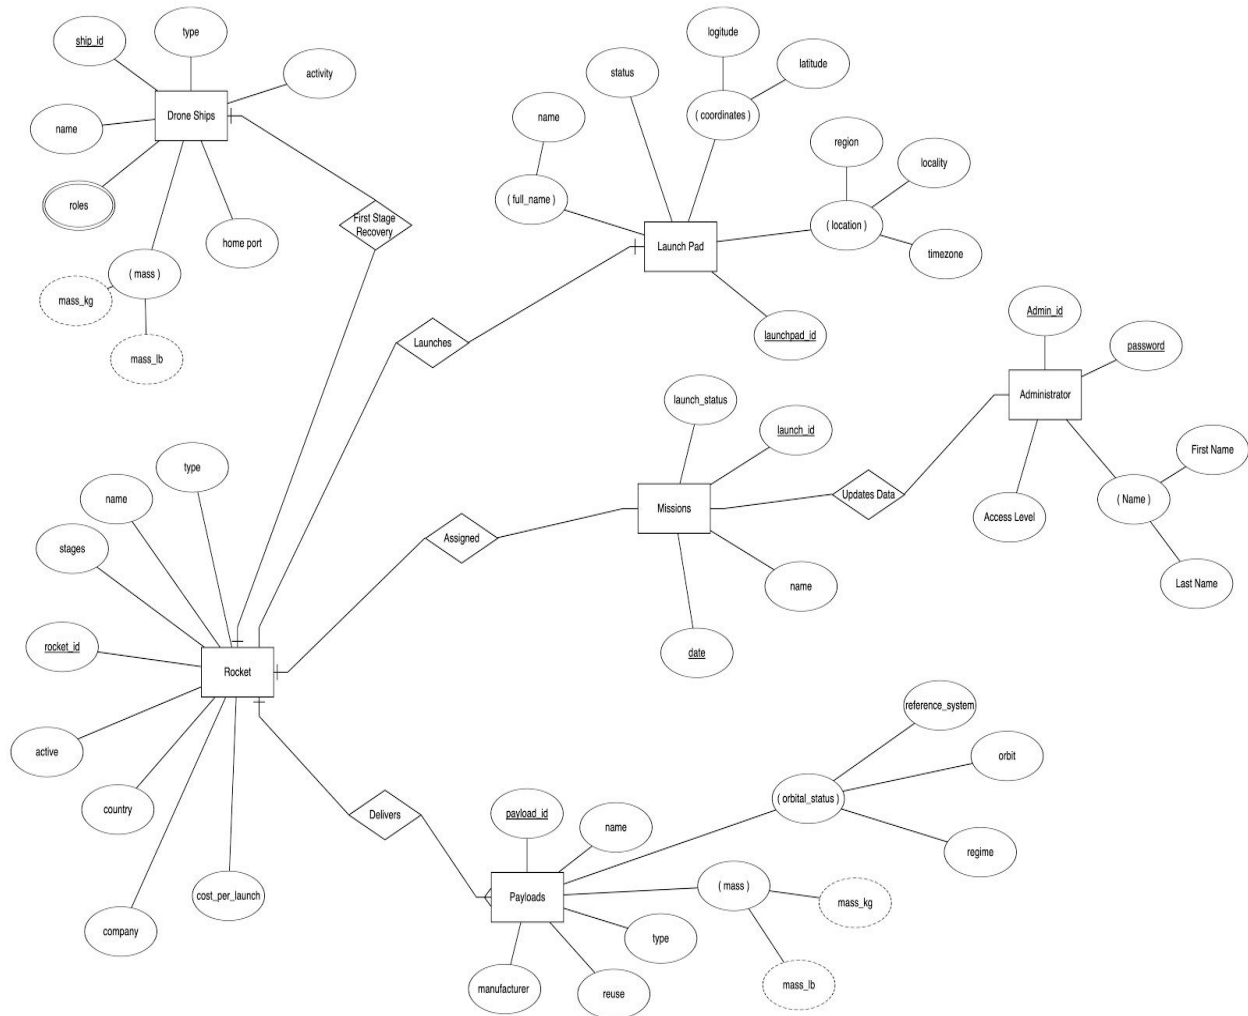 ship_id
type
activity
Drone Ships
name
roles
home port
( mass )
mass_kg
mass_lb
First Stage
Recovery
logitude
latitude
status
( coordinates )
name
( full_name )
region
locality
( location )
timezone
Launch Pad
launchpad_id
Launches
Admin_id
password
Administrator
First Name
( Name )
Access Level
Last Name
launch_status
launch_id
Missions
Updates Data
name
date
Assigned
type
name
stages
rocket_id
Rocket
active
country
company
cost_per_launch
Delivers
payload_id
name
reference_system
orbit
( orbital_status )
regime
Payloads
( mass )
mass_kg
mass_lb
type
manufacturer
reuse